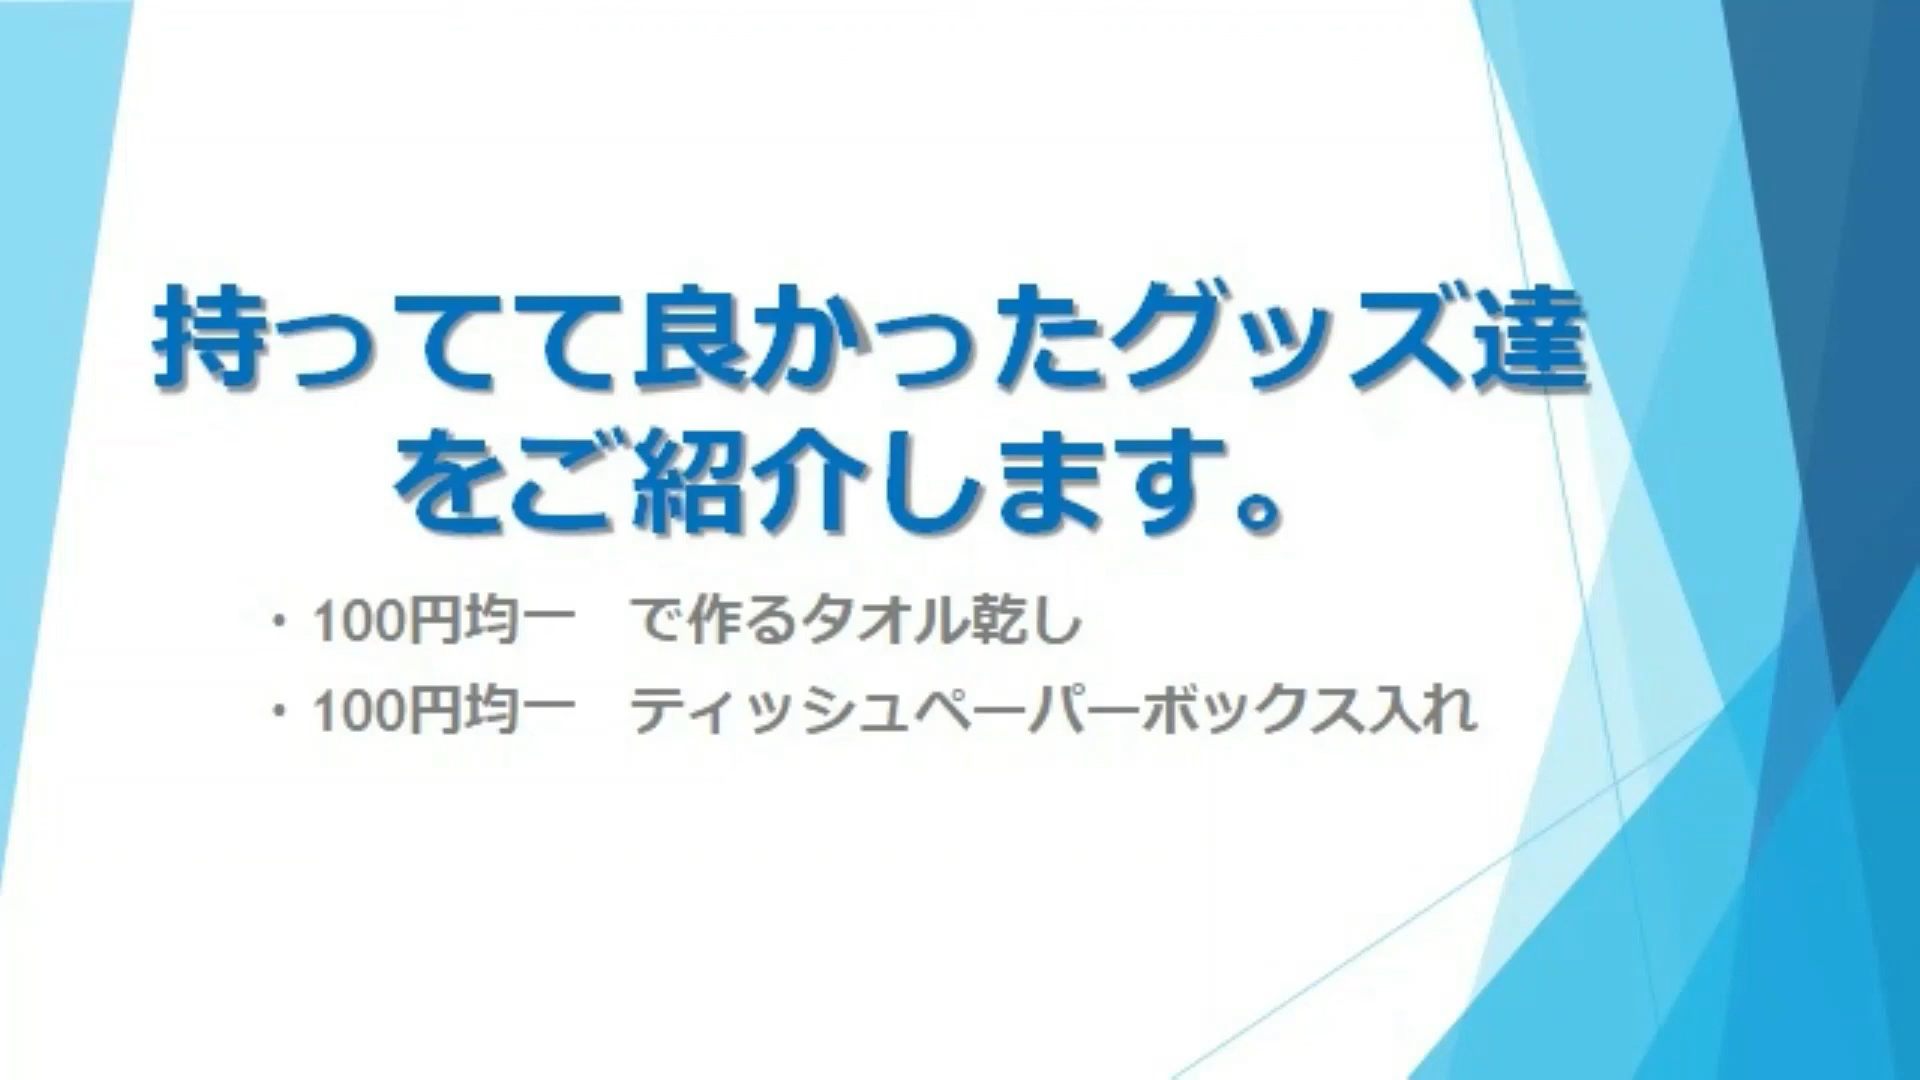 持ってて良かったグッズ達
をご紹介します。
・100円均一　で作るタオル乾し
・100円均一　ティッシュペーパーボックス入れ